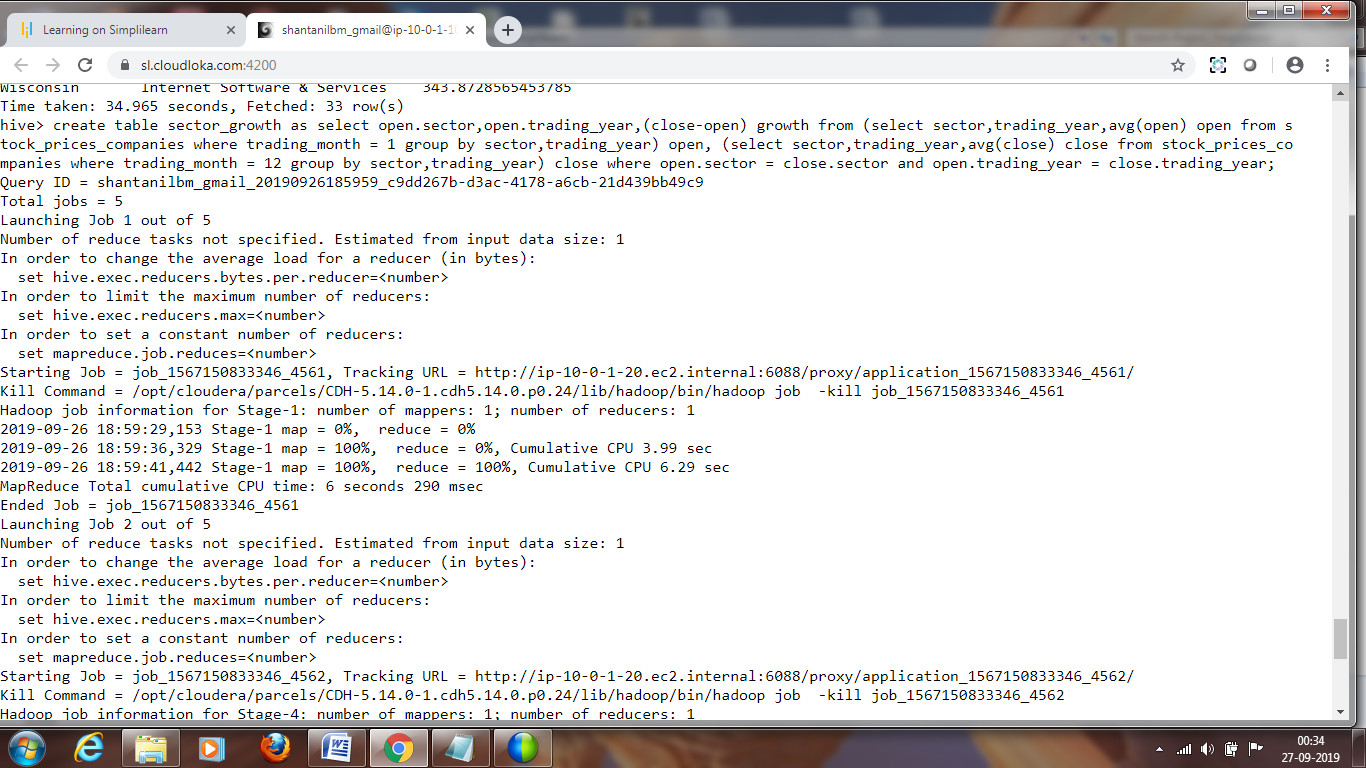 Learning on Simplilearn
shantanilbm_gmail@ip-10-0-1-10
sl.cloudloka.com:4200
Wisconsin Internet Software & Services 343.8728565453785
Time taken: 34.965 seconds, Fetched: 33 row(s)
hive> create table sector_growth as select open.sector,open.trading_year,(close-open) growth from (select sector,trading_year,avg(open) open from s
tock_prices_companies where trading_month = 1 group by sector,trading_year) open, (select sector,trading_year,avg(close) close from stock_prices_co
mpanies where trading_month = 12 group by sector,trading_year) close where open.sector = close.sector and open.trading_year = close.trading_year;
Query ID = shantanilbm_gmail_20190926185959_c9dd267b-d3ac-4178-a6cb-21d439bb49c9
Total jobs = 5
Launching Job 1 out of 5
Number of reduce tasks not specified. Estimated from input data size: 1
In order to change the average load for a reducer (in bytes):
  set hive.exec.reducers.bytes.per.reducer=<number>
In order to limit the maximum number of reducers:
  set hive.exec.reducers.max=<number>
In order to set a constant number of reducers:
  set mapreduce.job.reduces=<number>
Starting Job = job_1567150833346_4561, Tracking URL = http://ip-10-0-1-20.ec2.internal:6088/proxy/application_1567150833346_4561/
Kill Command = /opt/cloudera/parcels/CDH-5.14.0-1.cdh5.14.0.p0.24/lib/hadoop/bin/hadoop job  -kill job_1567150833346_4561
Hadoop job information for Stage-1: number of mappers: 1; number of reducers: 1
2019-09-26 18:59:29,153 Stage-1 map = 0%,  reduce = 0%
2019-09-26 18:59:36,329 Stage-1 map = 100%,  reduce = 0%, Cumulative CPU 3.99 sec
2019-09-26 18:59:41,442 Stage-1 map = 100%,  reduce = 100%, Cumulative CPU 6.29 sec
MapReduce Total cumulative CPU time: 6 seconds 290 msec
Ended Job = job_1567150833346_4561
Launching Job 2 out of 5
Number of reduce tasks not specified. Estimated from input data size: 1
In order to change the average load for a reducer (in bytes):
  set hive.exec.reducers.bytes.per.reducer=<number>
In order to limit the maximum number of reducers:
  set hive.exec.reducers.max=<number>
In order to set a constant number of reducers:
  set mapreduce.job.reduces=<number>
Starting Job = job_1567150833346_4562, Tracking URL = http://ip-10-0-1-20.ec2.internal:6088/proxy/application_1567150833346_4562/
Kill Command = /opt/cloudera/parcels/CDH-5.14.0-1.cdh5.14.0.p0.24/lib/hadoop/bin/hadoop job  -kill job_1567150833346_4562
Hadoop job information for Stage-4: number of mappers: 1; number of reducers: 1
00:34
27-09-2019